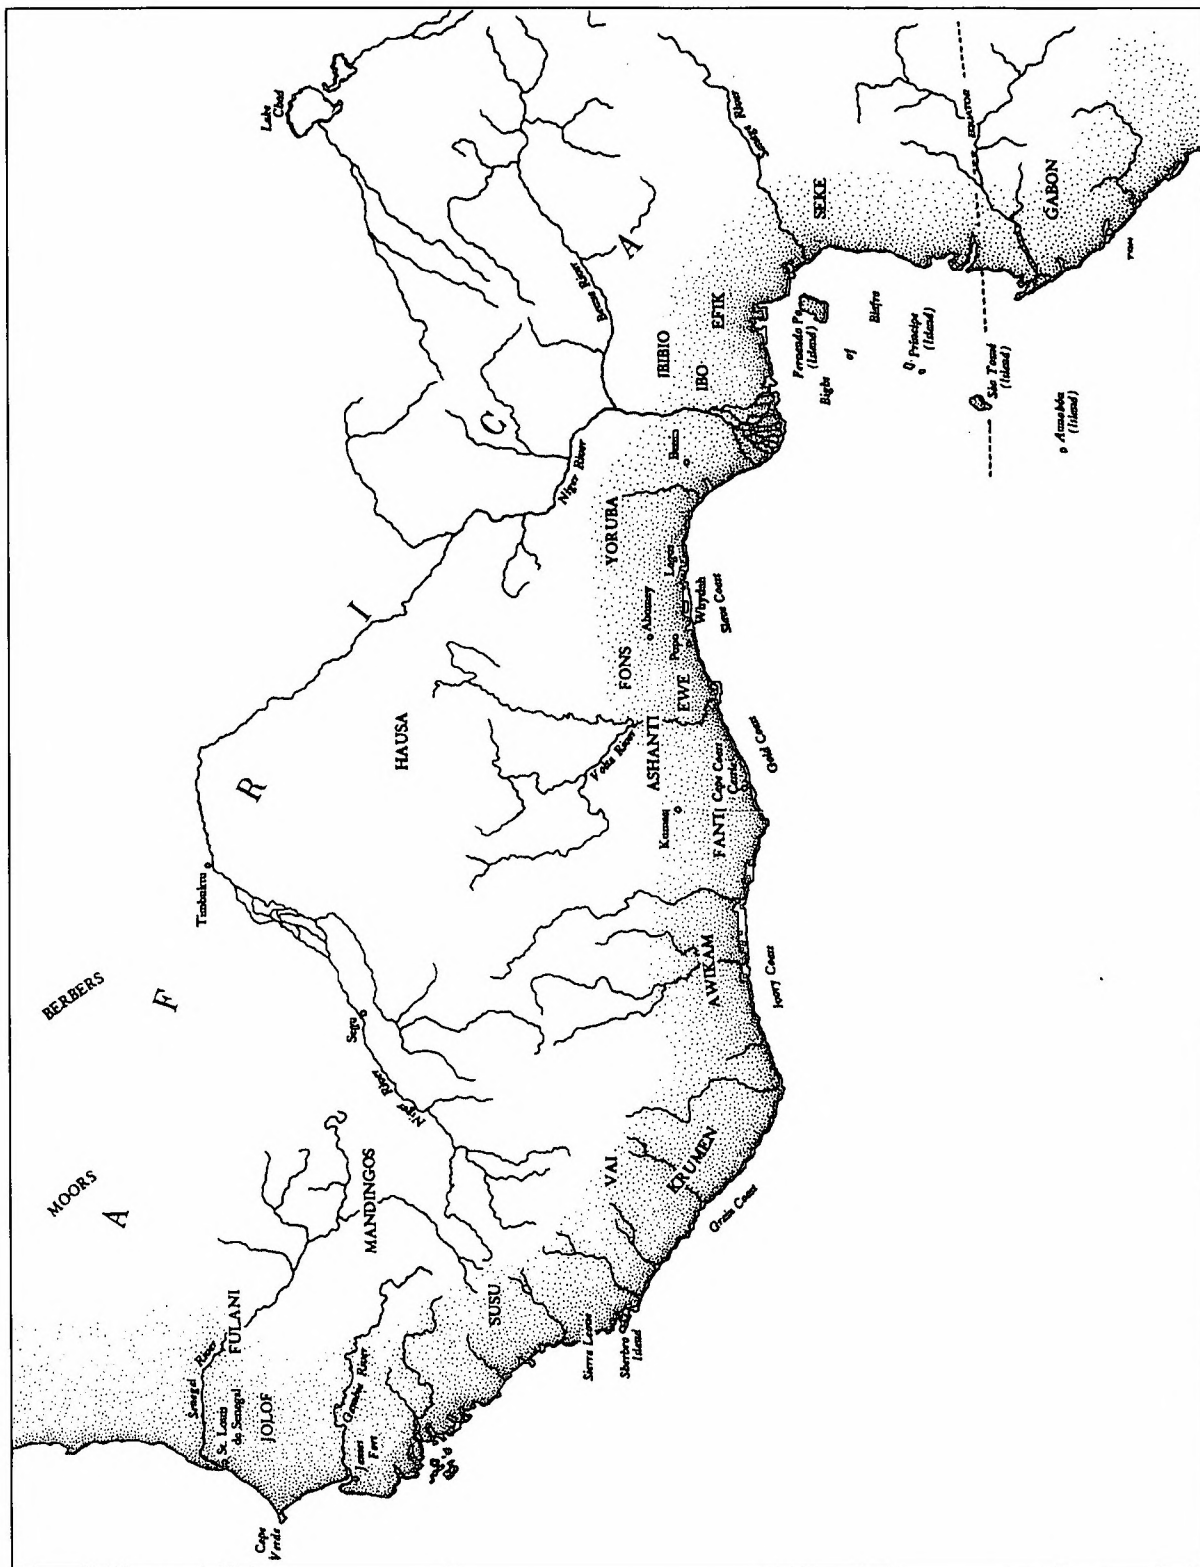 BERBERS
MOORS
A
F
R
I
C
A
Lake
Chad
Timbuktu
Segu
Niger River
HAUSA
MANDINGOS
FULANI
Senegal River
St. Louis
do Senegal
JOLOF
Cape
Verde
Gambia River
James
Fort
SUSU
Sierra Leone
Sherbro
Island
VAI
KRUMEN
Grain Coast
AWIKAM
Ivory Coast
Volta River
ASHANTI
Kumasi
FANTI
Cape Coast
Castle
Gold Coast
FONS
EWE
Abomey
Popo
Whydah
Slave Coast
YORUBA
Lagos
Benin
Niger River
Benue River
IBIBIO
IBO
EFIK
Fernando Po
(Island)
Bight
of
Biafra
Principe
(Island)
São Tomé
(Island)
Annobón
(Island)
River
SEKE
EQUATOR
GABON